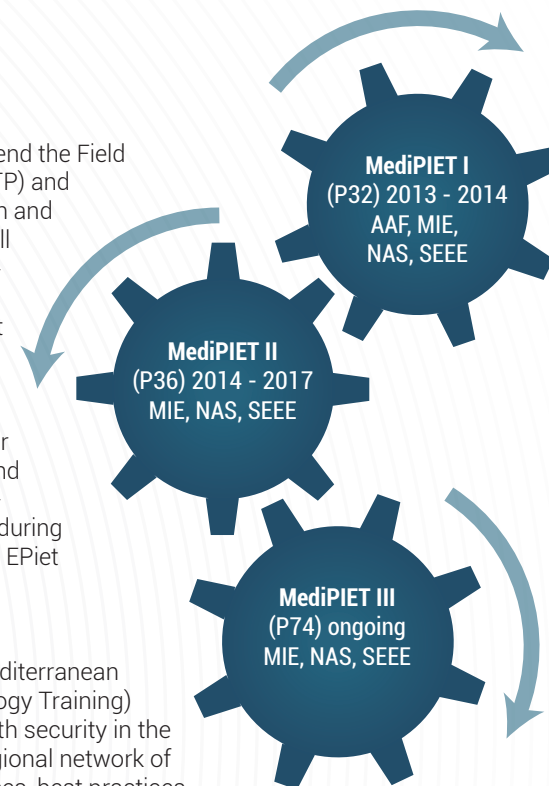 end the Field
TP) and
n and
ll
t
r
nd
during
EPiet
diterranean
ogy Training)
th security in the
gional network of
best practices
MediPIET I
(P32) 2013 - 2014
AAF, MIE,
NAS, SEEE
MediPIET II
(P36) 2014 - 2017
MIE, NAS, SEEE
MediPIET III
(P74) ongoing
MIE, NAS, SEEE